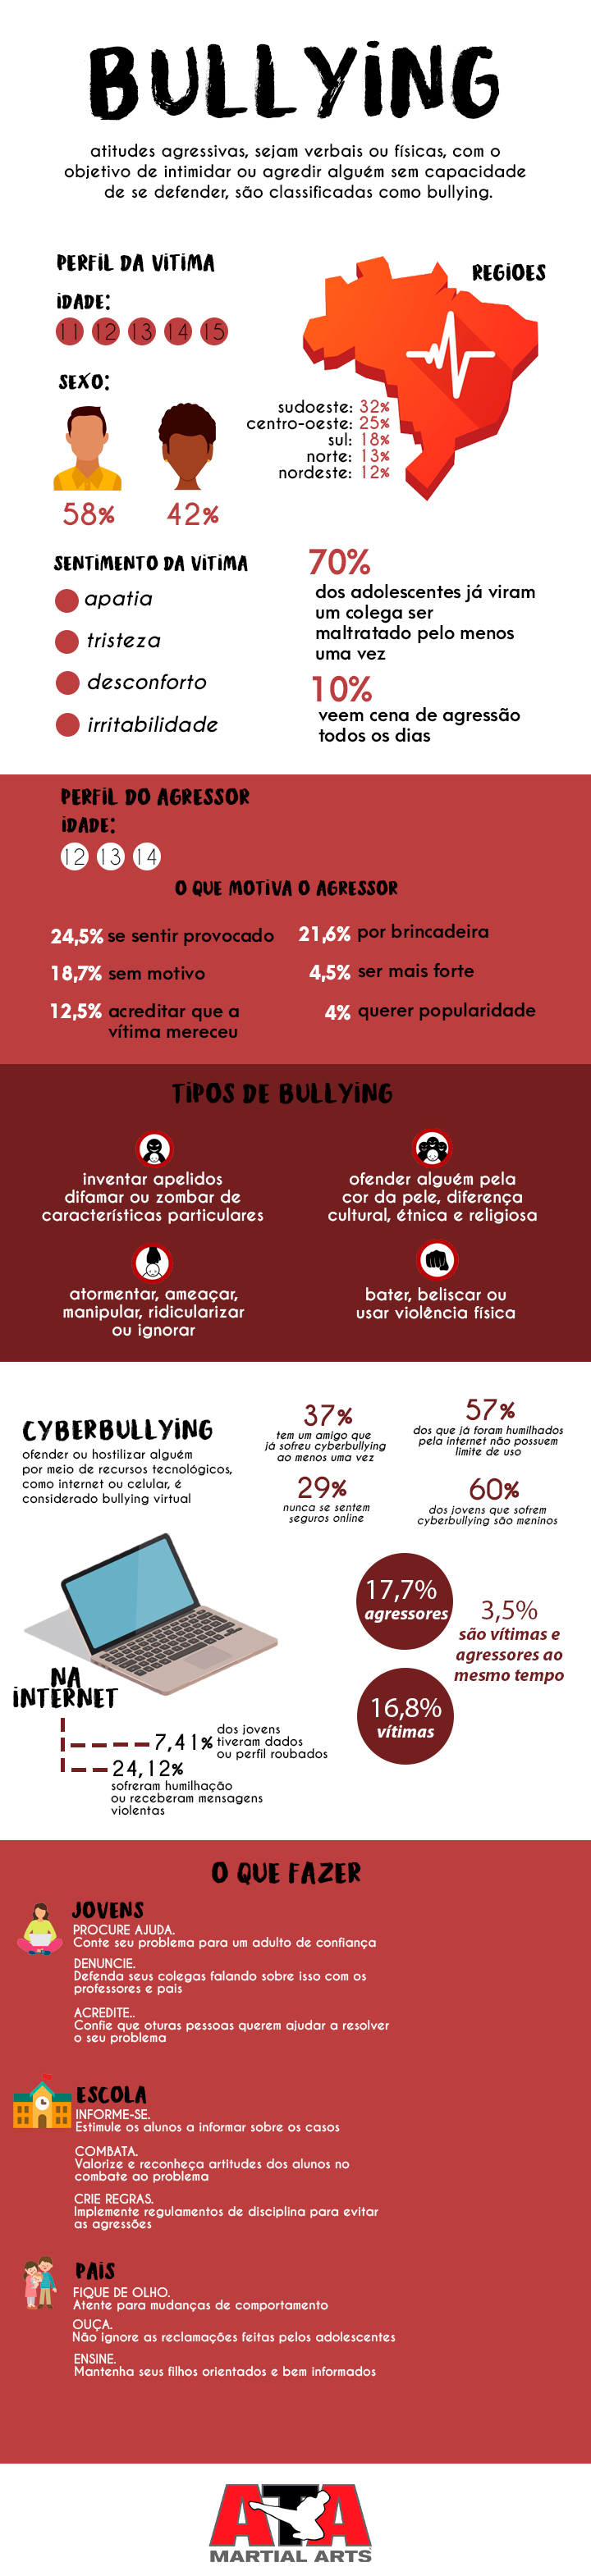 BULLYING
atitudes agressivas, sejam verbais ou físicas, com o
objetivo de intimidar ou agredir alguém sem capacidade
de se defender, são classificadas como bullying.
PERFIL DA VÍTIMA
IDADE:
11 12 13 14 15
SEXO:
58% 42%
REGIOES
sudoeste: 32%
centro-oeste: 25%
sul: 18%
norte: 13%
nordeste: 12%
SENTIMENTO DA VÍTIMA
apatia
tristeza
desconforto
irritabilidade
70%
dos adolescentes já viram
um colega ser
maltratado pelo menos
uma vez
10%
veem cena de agressão
todos os dias
PERFIL DO AGRESSOR
IDADE:
12 13 14
O QUE MOTIVA O AGRESSOR
24,5% se sentir provocado
18,7% sem motivo
12,5% acreditar que a
vítima mereceu
21,6% por brincadeira
4,5% ser mais forte
4% querer popularidade
TIPOS DE BULLYING
inventar apelidos
difamar ou zombar de
características particulares
ofender alguém pela
cor da pele, diferença
cultural, étnica e religiosa
atormentar, ameaçar,
manipular, ridicularizar
ou ignorar
bater, beliscar ou
usar violência física
CYBERBULLYING
ofender ou hostilizar alguém
por meio de recursos tecnológicos,
como internet ou celular, é
considerado bullying virtual
37%
tem um amigo que
já sofreu cyberbullying
ao menos uma vez
57%
dos que já foram humilhados
pela internet não possuem
limite de uso
29%
nunca se sentem
seguros online
60%
dos jovens que sofrem
cyberbullying são meninos
17,7%
agressores
3,5%
são vítimas e
agressores ao
mesmo tempo
16,8%
vítimas
NA
INTERNET
7,41% dos jovens
tiveram dados
ou perfil roubados
24,12%
sofreram humilhação
ou receberam mensagens
violentas
O QUE FAZER
JOVENS
PROCURE AJUDA.
Conte seu problema para um adulto de confiança
DENUNCIE.
Defenda seus colegas falando sobre isso com os
professores e pais
ACREDITE..
Confie que oturas pessoas querem ajudar a resolver
o seu problema
ESCOLA
INFORME-SE.
Estimule os alunos a informar sobre os casos
COMBATA.
Valorize e reconheça artitudes dos alunos no
combate ao problema
CRIE REGRAS.
Implemente regulamentos de disciplina para evitar
as agressões
PAIS
FIQUE DE OLHO.
Atente para mudanças de comportamento
OUÇA.
Não ignore as reclamações feitas pelos adolescentes
ENSINE.
Mantenha seus filhos orientados e bem informados
ATA
MARTIAL ARTS